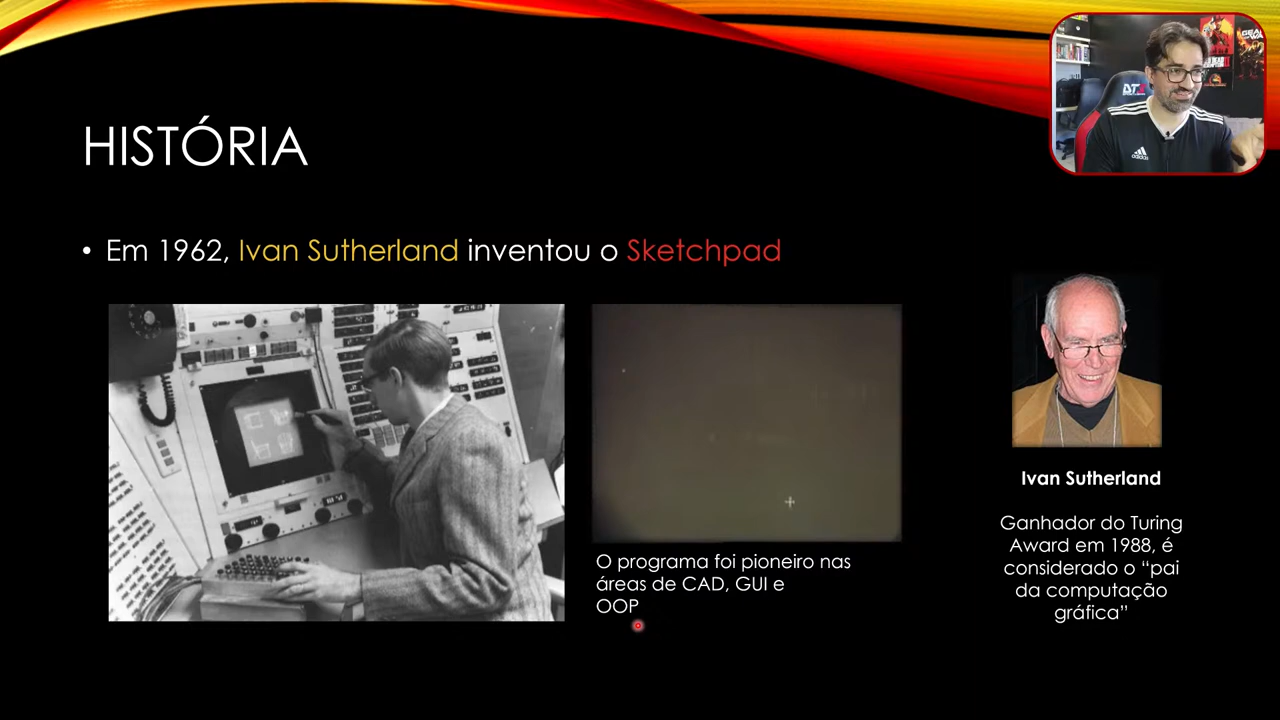 HISTÓRIA
• Em 1962, Ivan Sutherland inventou o Sketchpad
O programa foi pioneiro nas
áreas de CAD, GUI e
OOP
Ivan Sutherland
Ganhador do Turing
Award em 1988, é
considerado o “pai
da computação
gráfica”
adidas